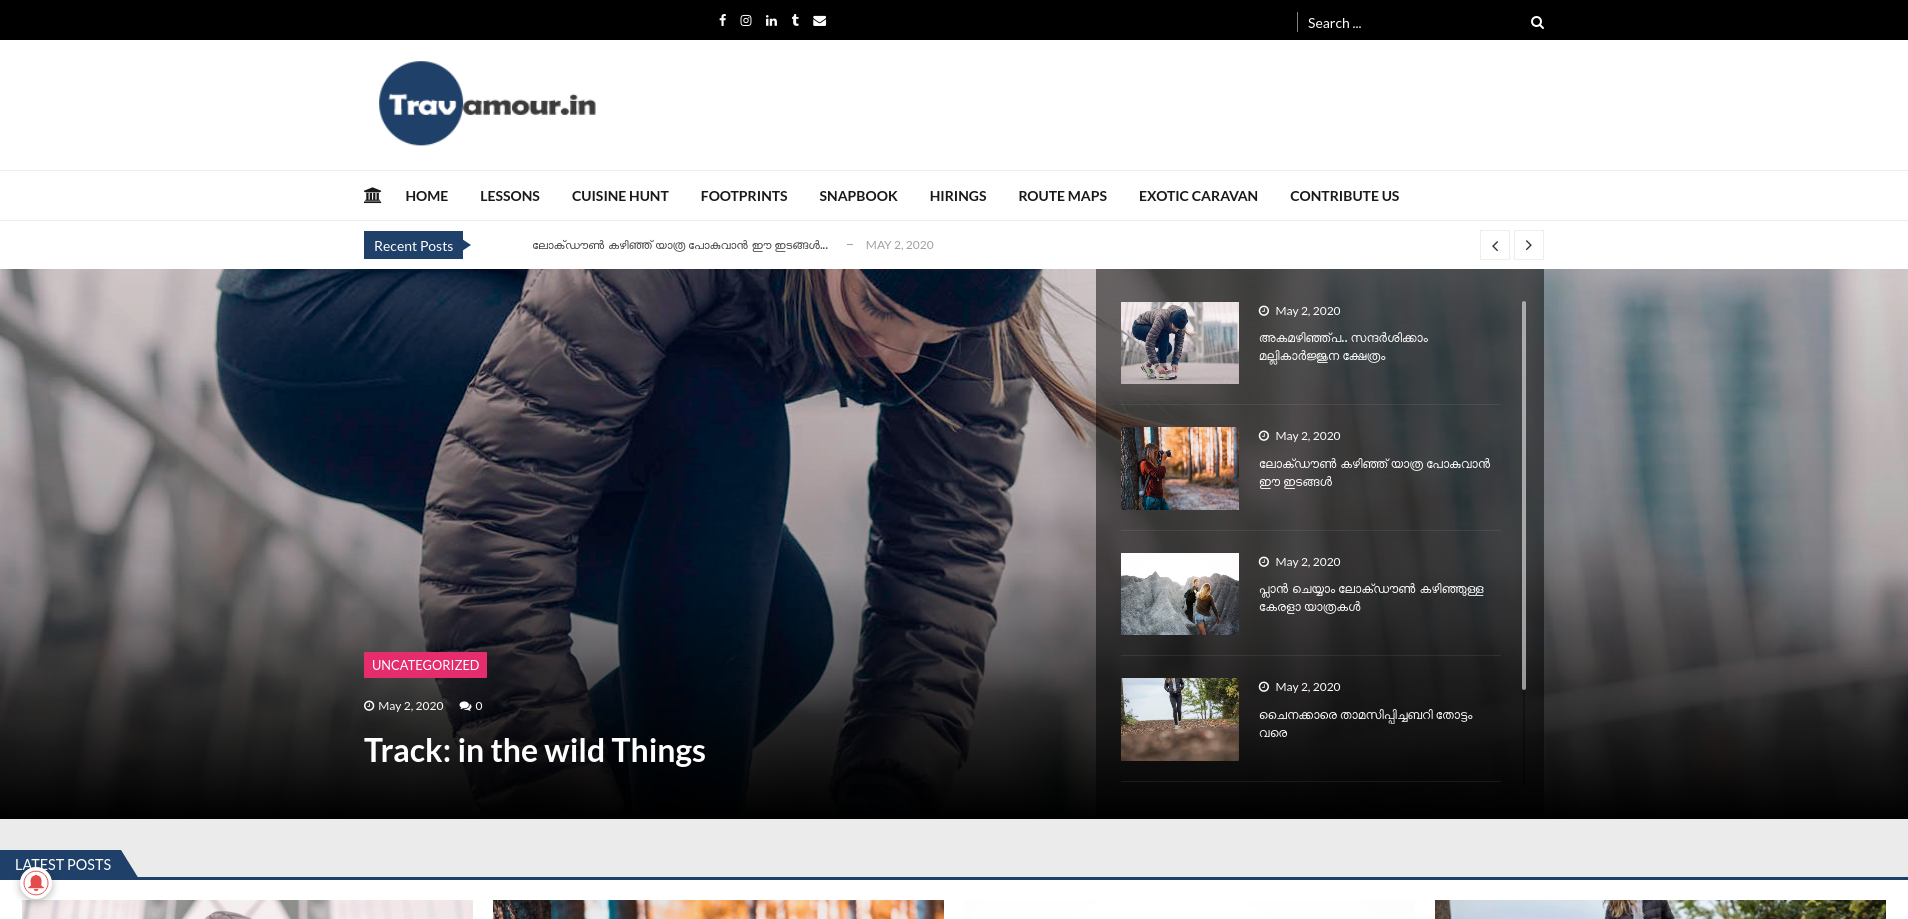 Search ...
Travamour.in
HOME LESSONS CUISINE HUNT FOOTPRINTS SNAPBOOK HIRINGS ROUTE MAPS EXOTIC CARAVAN CONTRIBUTE US
Recent Posts ലോക്ഡൗൺ കഴിഞ്ഞ് യാത്ര പോകുവാൻ ഈ ഇടങ്ങൾ... – MAY 2, 2020
May 2, 2020
അകമഴിഞ്ഞ്പ.. സന്ദർശിക്കാം
മല്ലികാർജ്ജുന ക്ഷേത്രം
May 2, 2020
ലോക്ഡൗൺ കഴിഞ്ഞ് യാത്ര പോകുവാൻ
ഈ ഇടങ്ങൾ
May 2, 2020
പ്ലാൻ ചെയ്യാം ലോക്ഡൗൺ കഴിഞ്ഞുള്ള
കേരളാ യാത്രകൾ
May 2, 2020
ചൈനക്കാരെ താമസിപ്പിച്ചബറി തോട്ടം
വരെ
UNCATEGORIZED
May 2, 2020 0
Track: in the wild Things
LATEST POSTS